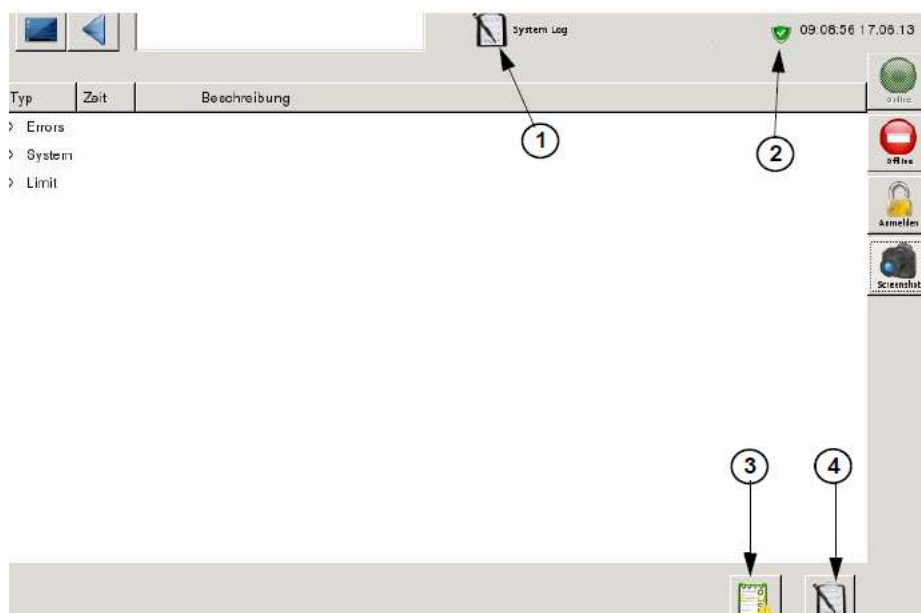 System Log
09:08:56 17.06.13
Typ Zeit Beschreibung
Online
Errors
System
Limit
1
2
Offline
Anmelden
Screenshot
3
4